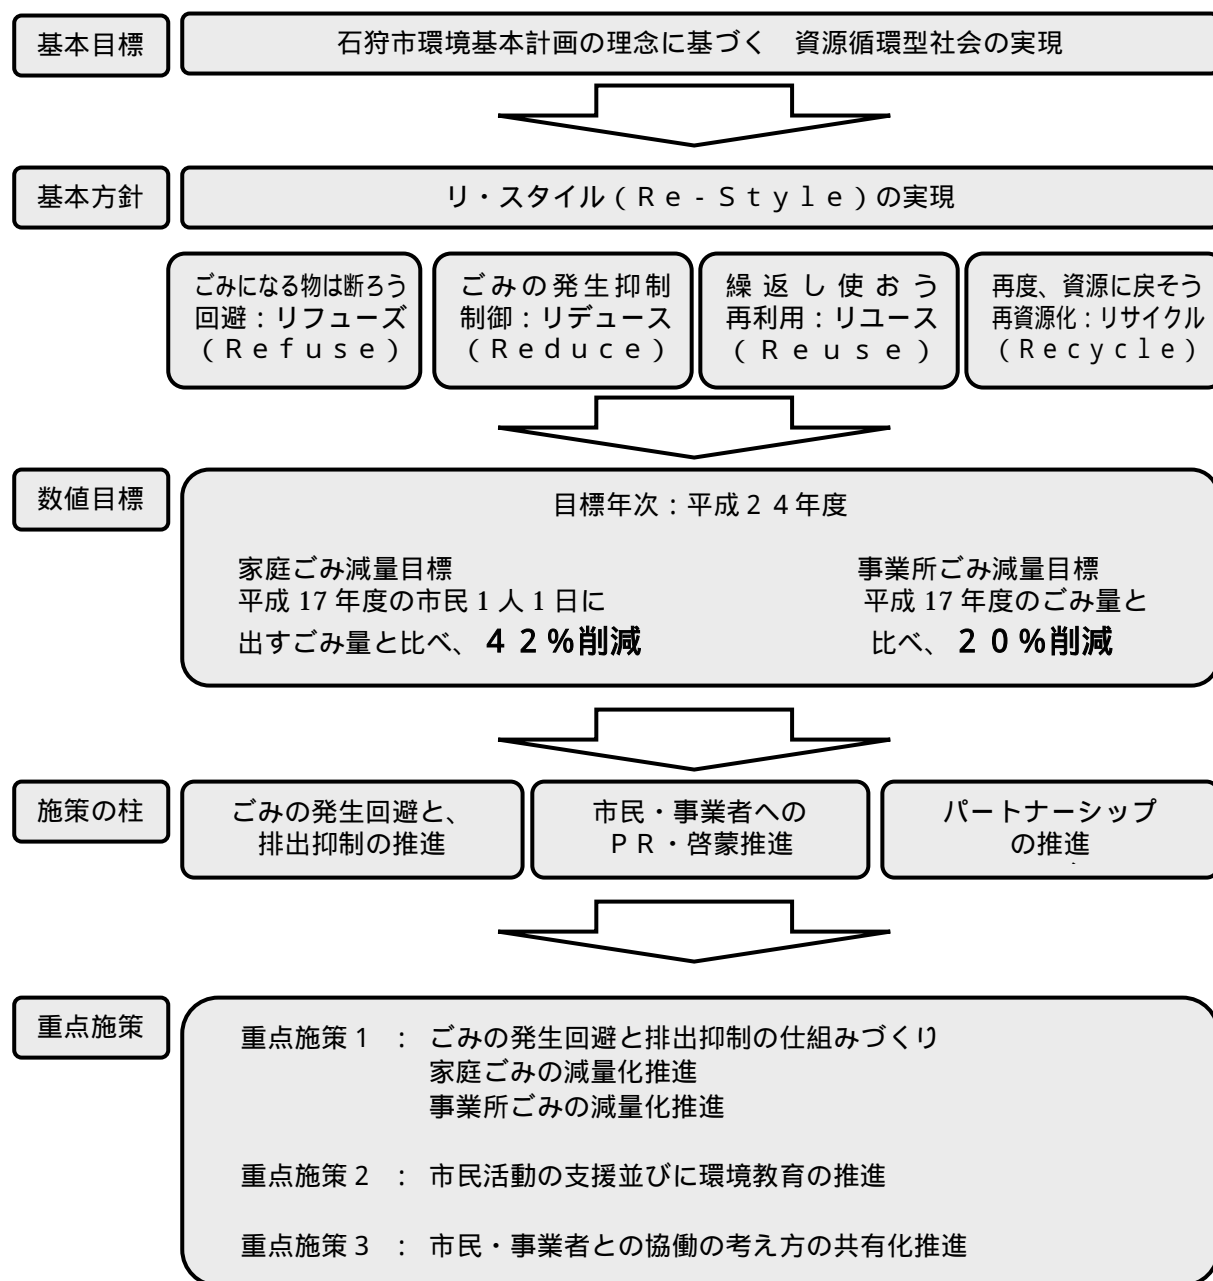 基本目標
石狩市環境基本計画の理念に基づく　資源循環型社会の実現
基本方針
リ・スタイル（Ｒｅ－Ｓｔｙｌｅ）の実現
ごみになる物は断ろう
回避：リフューズ
（Ｒｅｆｕｓｅ）
ごみの発生抑制
制御：リデュース
（Ｒｅｄｕｃｅ）
繰返し使おう
再利用：リユース
（Ｒｅｕｓｅ）
再度、資源に戻そう
再資源化：リサイクル
（Ｒｅｃｙｃｌｅ）
数値目標
目標年次：平成２４年度
家庭ごみ減量目標
平成 17 年度の市民 1 人 1 日に
出すごみ量と比べ、４２％削減
事業所ごみ減量目標
平成 17 年度のごみ量と
比べ、２０％削減
施策の柱
ごみの発生回避と、
排出抑制の推進
市民・事業者への
ＰＲ・啓蒙推進
パートナーシップ
の推進
重点施策
重点施策１　：　ごみの発生回避と排出抑制の仕組みづくり
家庭ごみの減量化推進
事業所ごみの減量化推進
重点施策２　：　市民活動の支援並びに環境教育の推進
重点施策３　：　市民・事業者との協働の考え方の共有化推進